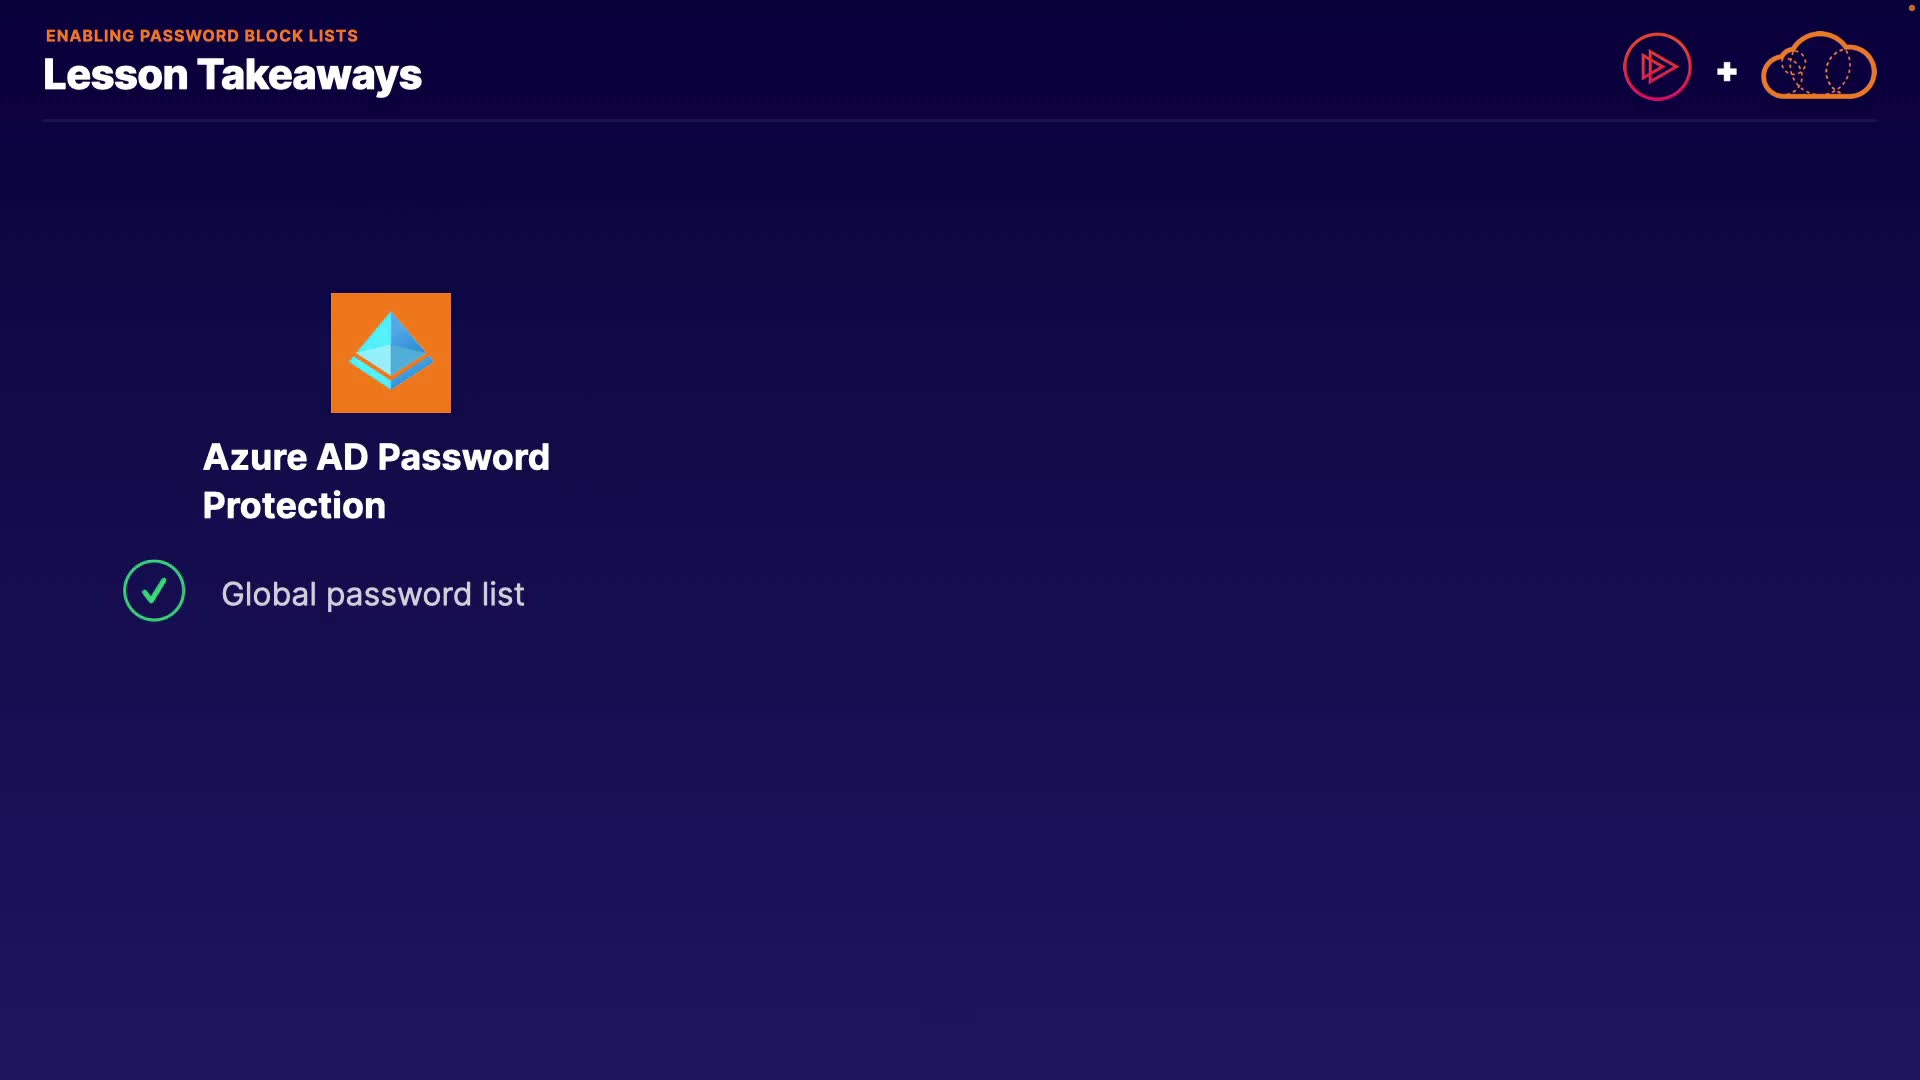 ENABLING PASSWORD BLOCK LISTS
Lesson Takeaways
Azure AD Password
Protection
Global password list